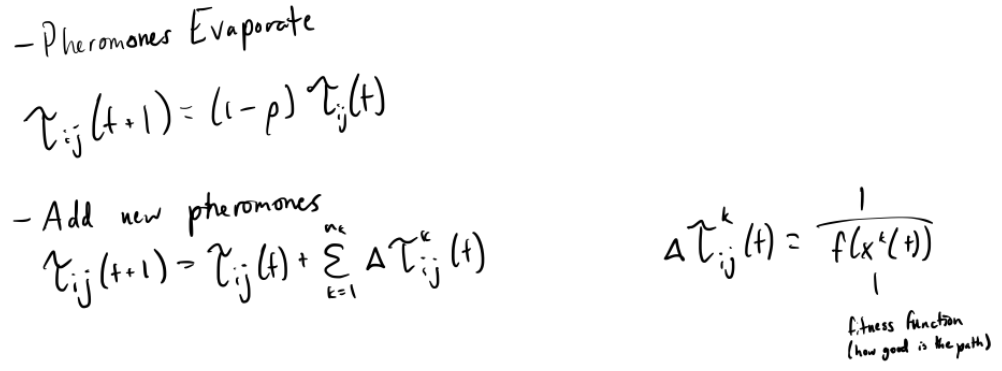 - Pheromones Evaporate
τij(t+1) = (1-ρ) τij(t)
- Add new pheromones
τij(t+1) = τij(t) + Σ_{k=1}^{nk} Δτ^k_ij(t)
Δτ^k_ij(t) = 1 / f(x^k(t))
fitness function
(how good is the path)